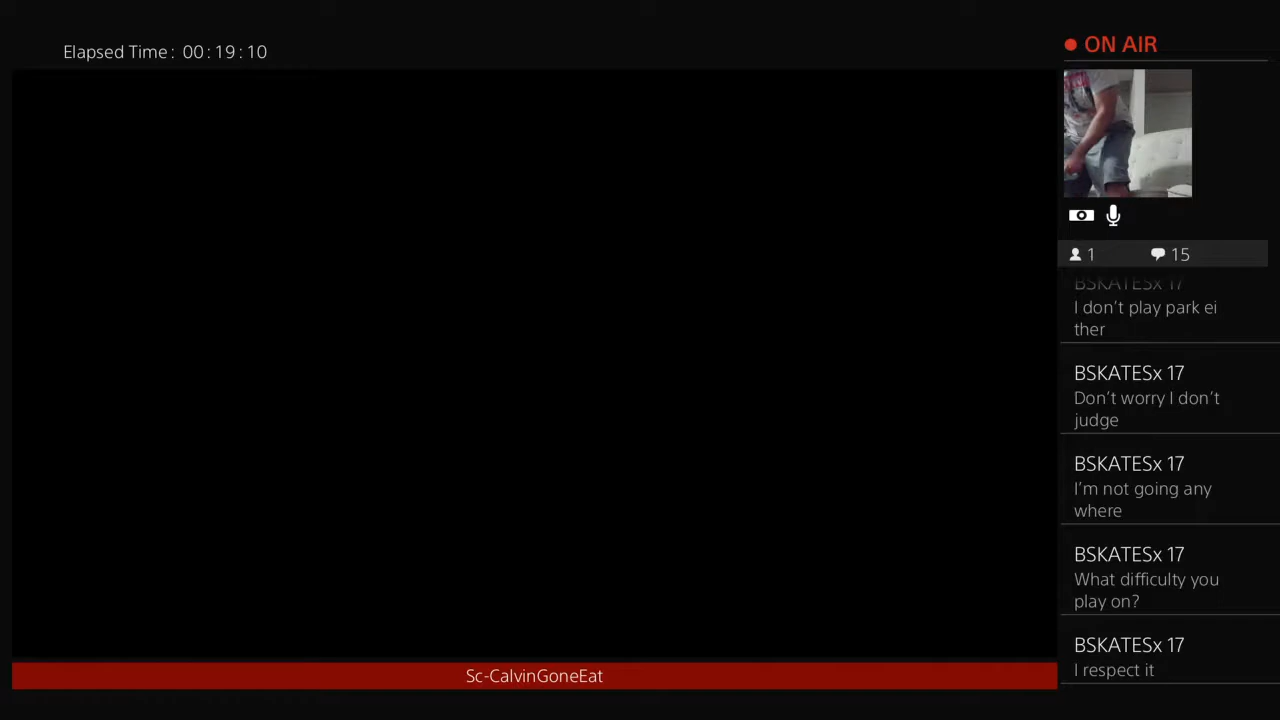 Elapsed Time: 00:19:10
ON AIR
1 15
BSKATESx 17
I don't play park ei
ther
BSKATESx 17
Don't worry I don't
judge
BSKATESx 17
I'm not going any
where
BSKATESx 17
What difficulty you
play on?
BSKATESx 17
I respect it
Sc-CalvinGoneEat